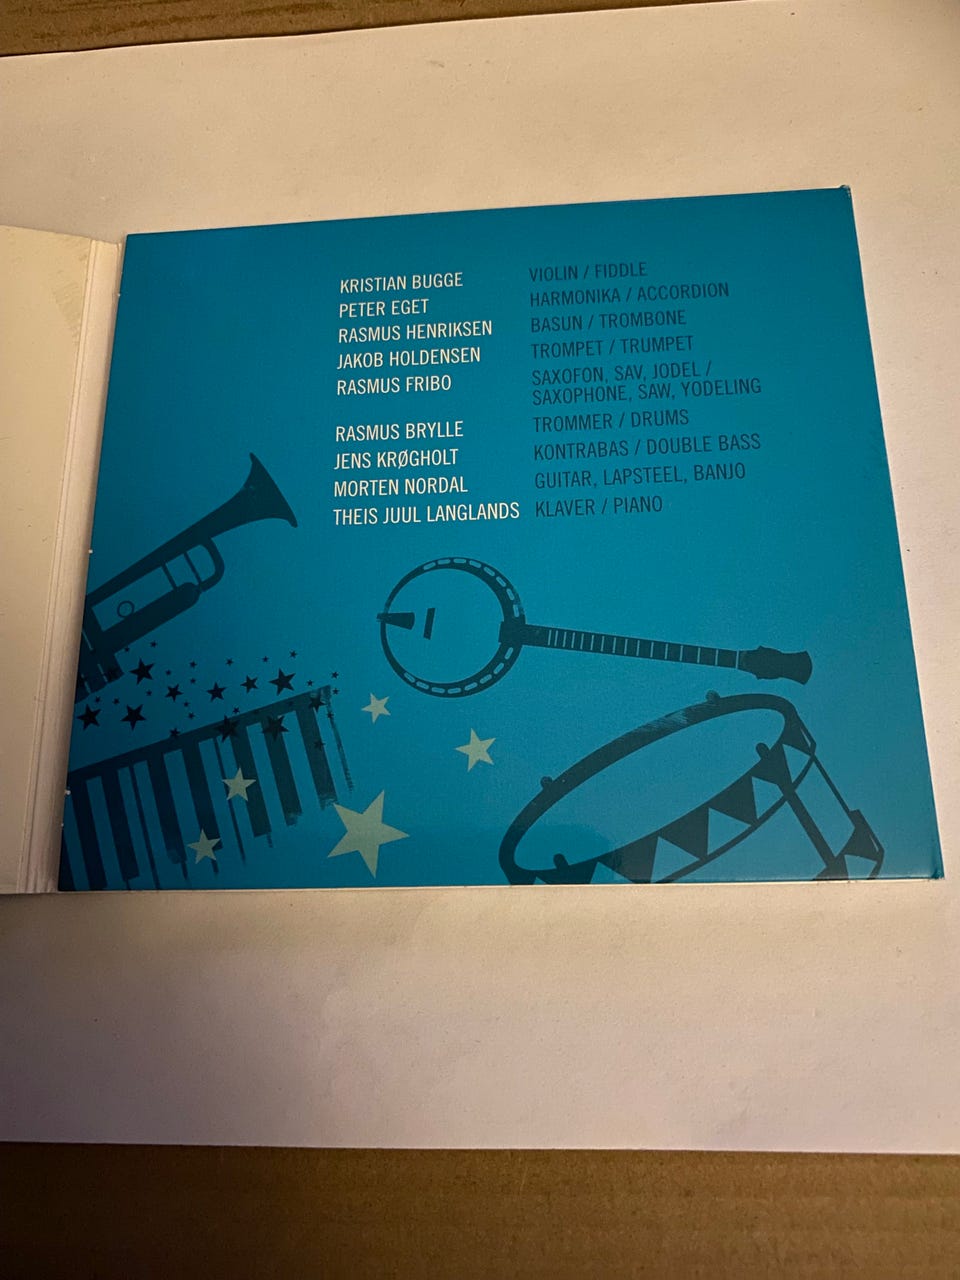 KRISTIAN BUGGE VIOLIN / FIDDLE
PETER EGET HARMONIKA / ACCORDION
RASMUS HENRIKSEN BASUN / TROMBONE
JAKOB HOLDENSEN TROMPET / TRUMPET
RASMUS FRIBO SAXOFON, SAV, JODEL /
SAXOPHONE, SAW, YODELING
RASMUS BRYLLE TROMMER / DRUMS
JENS KRØGHOLT KONTRABAS / DOUBLE BASS
MORTEN NORDAL GUITAR, LAPSTEEL, BANJO
THEIS JUUL LANGLANDS KLAVER / PIANO